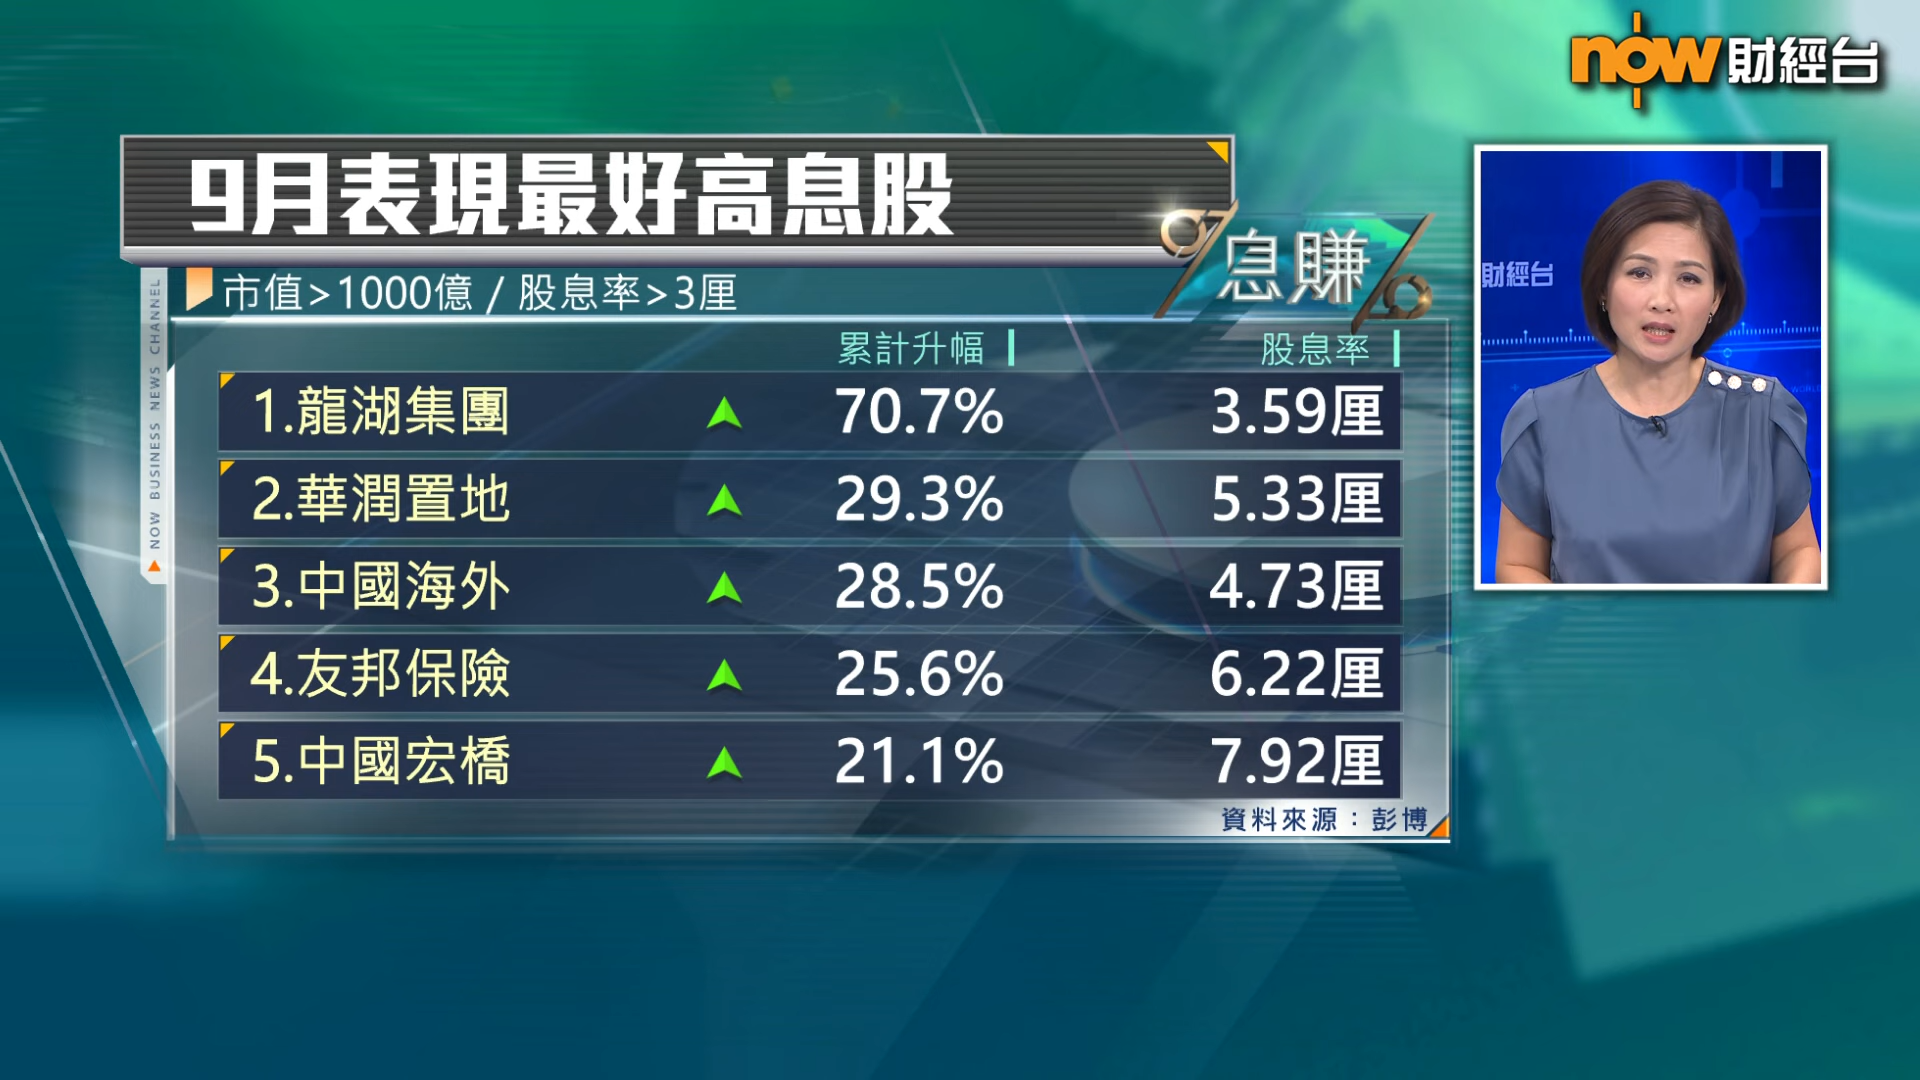 now財經台
9月表現最好高息股
息賺
市值>1000億 / 股息率>3厘
NOW BUSINESS NEWS CHANNEL
財經台
累計升幅 股息率
1.龍湖集團 70.7% 3.59厘
2.華潤置地 29.3% 5.33厘
3.中國海外 28.5% 4.73厘
4.友邦保險 25.6% 6.22厘
5.中國宏橋 21.1% 7.92厘
資料來源：彭博